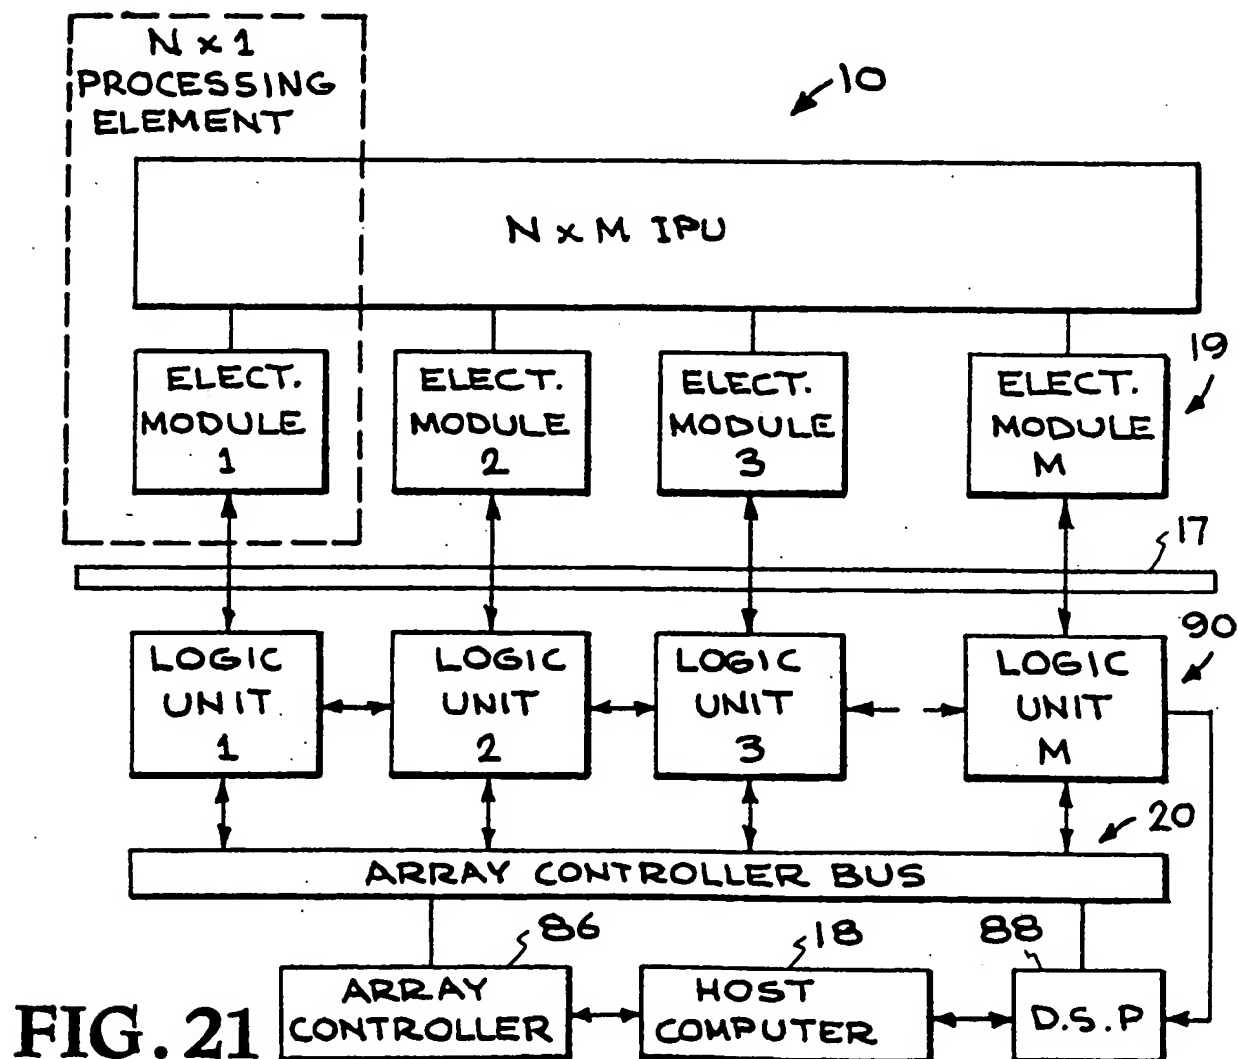 N x 1
PROCESSING
ELEMENT
10
N x M IPU
ELECT.
MODULE
1
ELECT.
MODULE
2
ELECT.
MODULE
3
ELECT.
MODULE
M
19
17
LOGIC
UNIT
1
LOGIC
UNIT
2
LOGIC
UNIT
3
LOGIC
UNIT
M
90
20
ARRAY CONTROLLER BUS
86
18
88
ARRAY
CONTROLLER
HOST
COMPUTER
D.S.P
FIG. 21